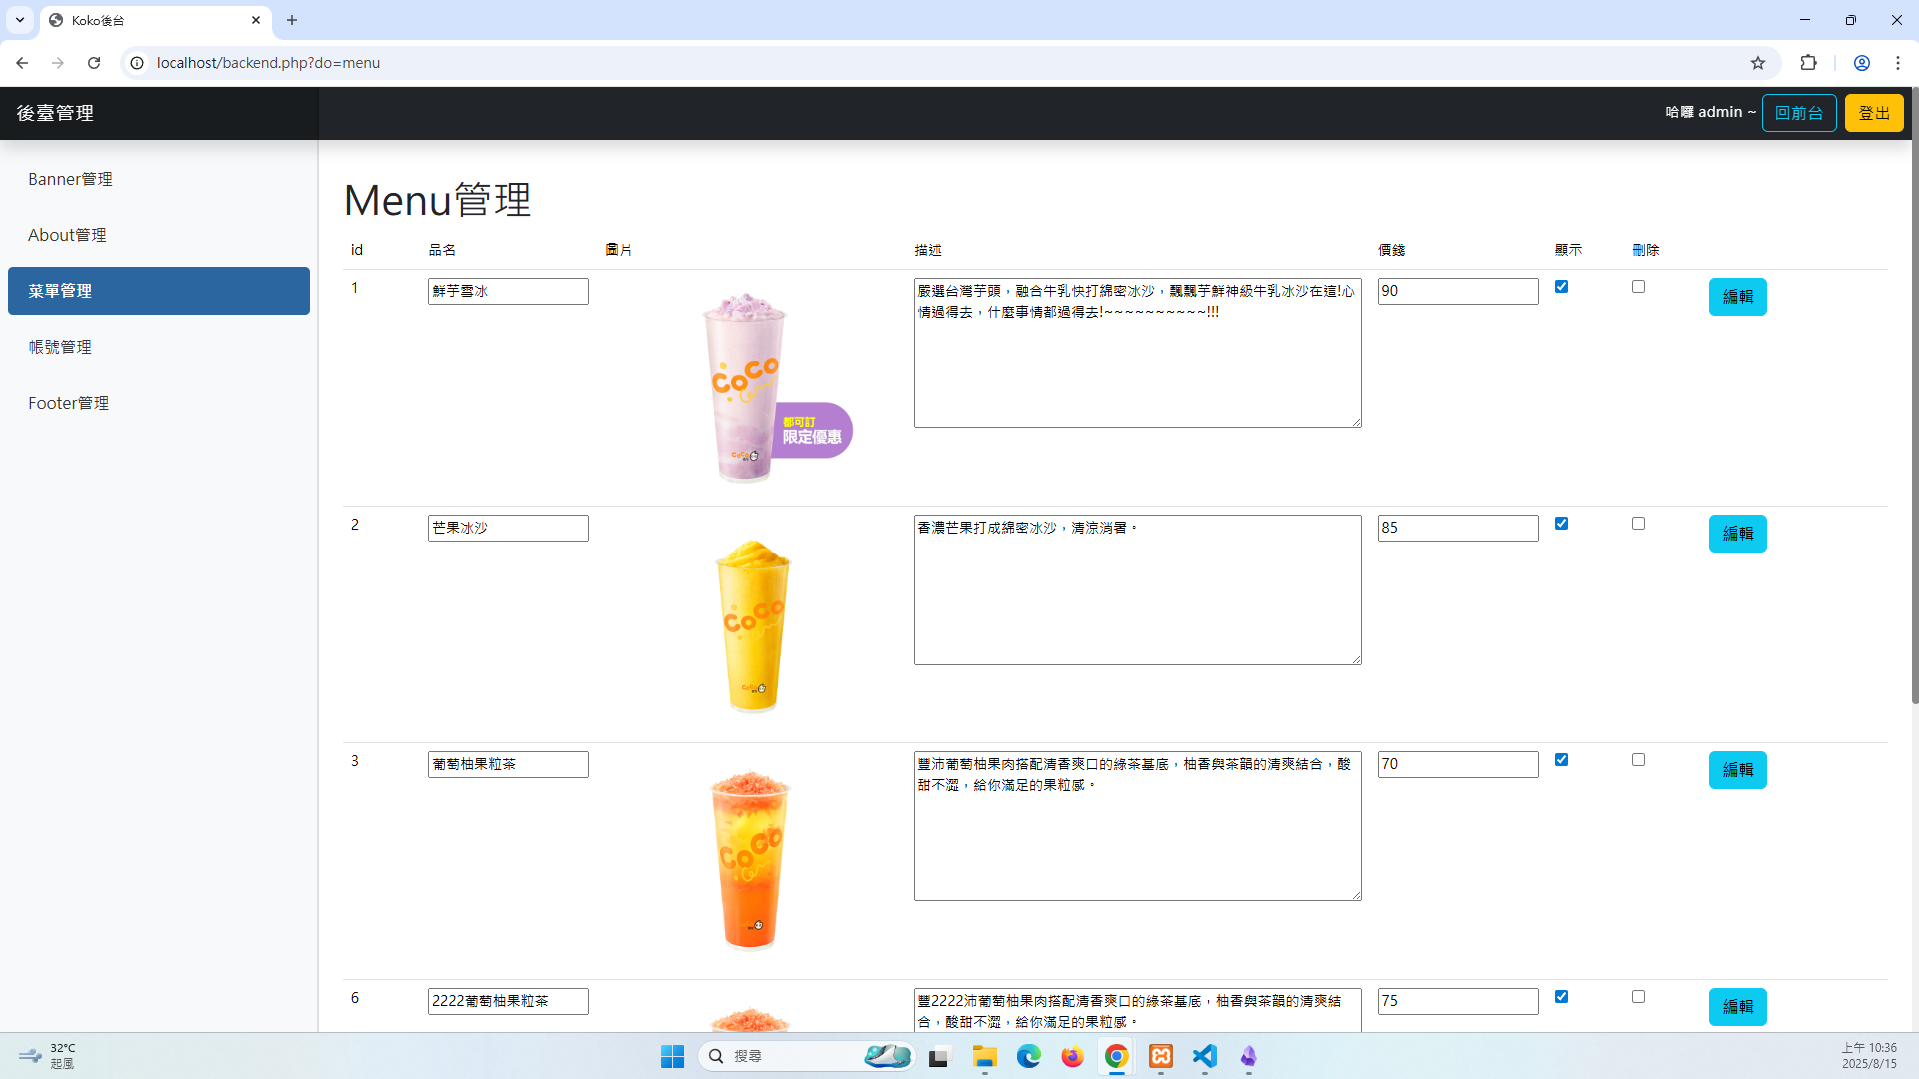 Koko後台
localhost/backend.php?do=menu
後臺管理
哈囉 admin ~
回前台
登出
Banner管理
About管理
菜單管理
帳號管理
Footer管理
Menu管理
id 品名 圖片 描述 價錢 顯示 刪除
1
鮮芋雪冰
CoCo
都可訂
限定優惠
CoCo
嚴選台灣芋頭，融合牛乳快打綿密冰沙，飄飄芋鮮神級牛乳冰沙在這!心
情過得去，什麼事情都過得去!~~~~~~~~~~!!!
90
編輯
2
芒果冰沙
CoCo
CoCo
香濃芒果打成綿密冰沙，清涼消暑。
85
編輯
3
葡萄柚果粒茶
CoCo
豐沛葡萄柚果肉搭配清香爽口的綠茶基底，柚香與茶韻的清爽結合，酸
甜不澀，給你滿足的果粒感。
70
編輯
6
2222葡萄柚果粒茶
豐2222沛葡萄柚果肉搭配清香爽口的綠茶基底，柚香與茶韻的清爽結
合，酸甜不澀，給你滿足的果粒感。
75
編輯
32°C
起風
搜尋
上午 10:36
2025/8/15